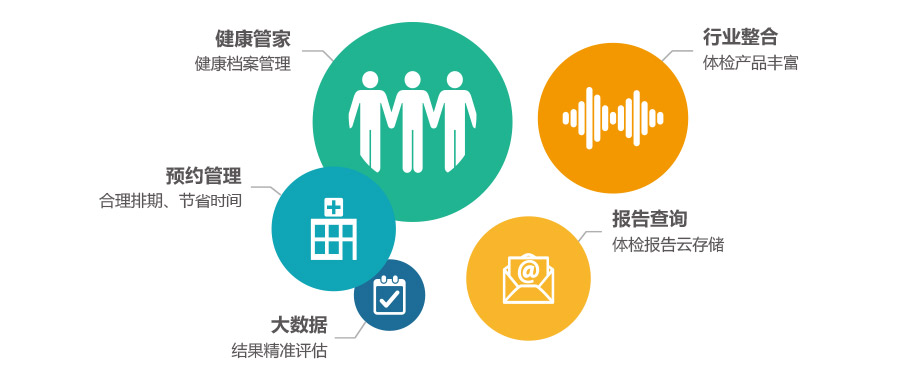 健康管家
健康档案管理
行业整合
体检产品丰富
预约管理
合理排期、节省时间
报告查询
体检报告云存储
大数据
结果精准评估
@